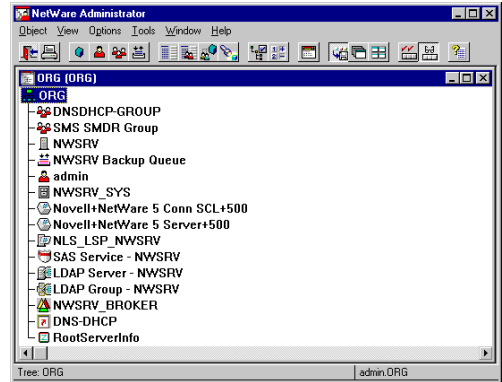 NetWare Administrator
Object View Options Tools Window Help
ORG (ORG)
ORG
DNSDHCP-GROUP
SMS SMDR Group
NWSRV
NWSRV Backup Queue
admin
NWSRV_SYS
Novell+NetWare 5 Conn SCL+500
Novell+NetWare 5 Server+500
NLS_LSP_NWSRV
SAS Service - NWSRV
LDAP Server - NWSRV
LDAP Group - NWSRV
NWSRV_BROKER
DNS-DHCP
RootServerInfo
Tree: ORG admin.ORG